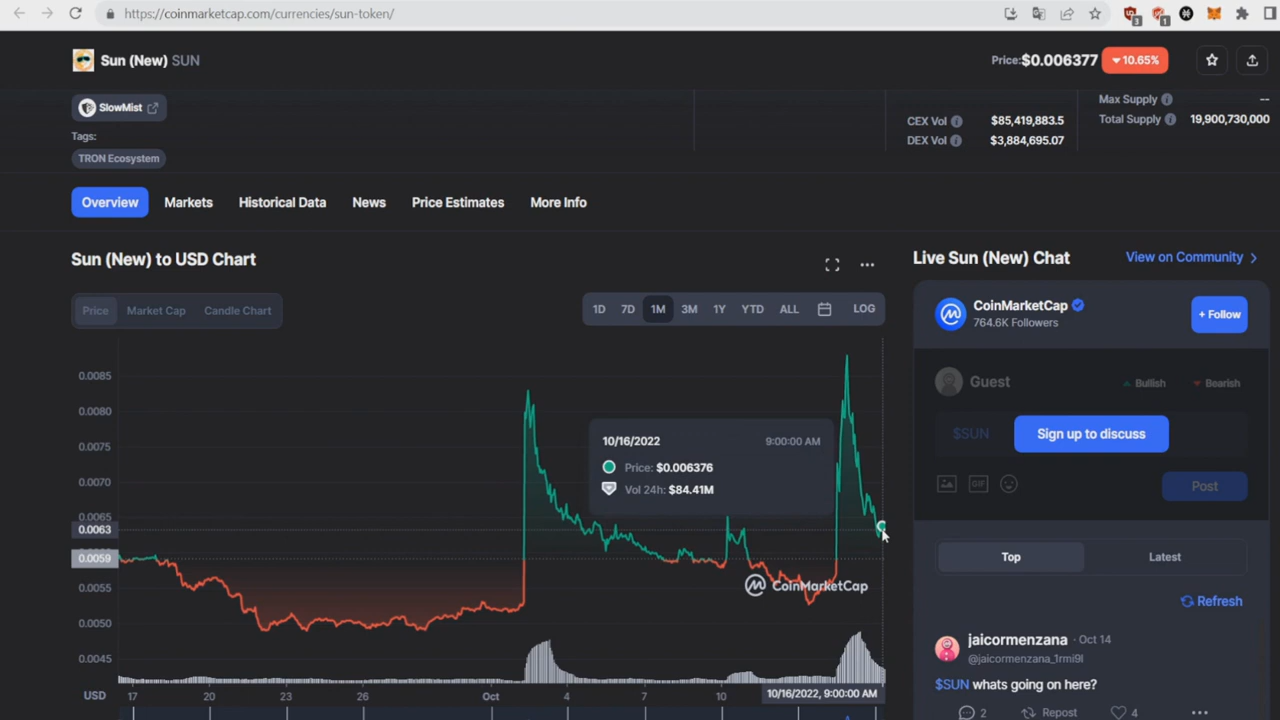 https://coinmarketcap.com/currencies/sun-token/
3
1
Sun (New) SUN
Price: $0.006377 10.65%
SlowMist
Tags:
TRON Ecosystem
CEX Vol $85,419,883.5
DEX Vol $3,884,695.07
Max Supply --
Total Supply 19,900,730,000
Overview Markets Historical Data News Price Estimates More Info
Sun (New) to USD Chart
Price Market Cap Candle Chart
1D 7D 1M 3M 1Y YTD ALL LOG
0.0085
0.0080
0.0075
0.0070
0.0065
0.0063
0.0059
0.0055
0.0050
0.0045
10/16/2022 9:00:00 AM
Price: $0.006376
Vol 24h: $84.41M
CoinMarketCap
USD 17 20 23 26 Oct 4 7 10 10/16/2022, 9:00:00 AM
Live Sun (New) Chat View on Community
CoinMarketCap
764.6K Followers
+ Follow
Guest Bullish Bearish
$SUN
Sign up to discuss
GIF
Post
Top Latest
Refresh
jaicormenzana · Oct 14
@jaicormenzana_1rmi9l
$SUN whats going on here?
2 Repost 4